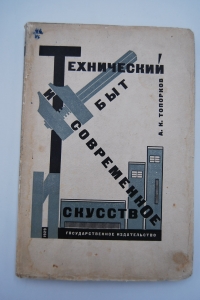 ТЕХНИЧЕСКИЙ
БЫТ
И
СОВРЕМЕННОЕ
ИСКУССТВО
А. К. ТОПОРКОВ
ГОСУДАРСТВЕННОЕ ИЗДАТЕЛЬСТВО